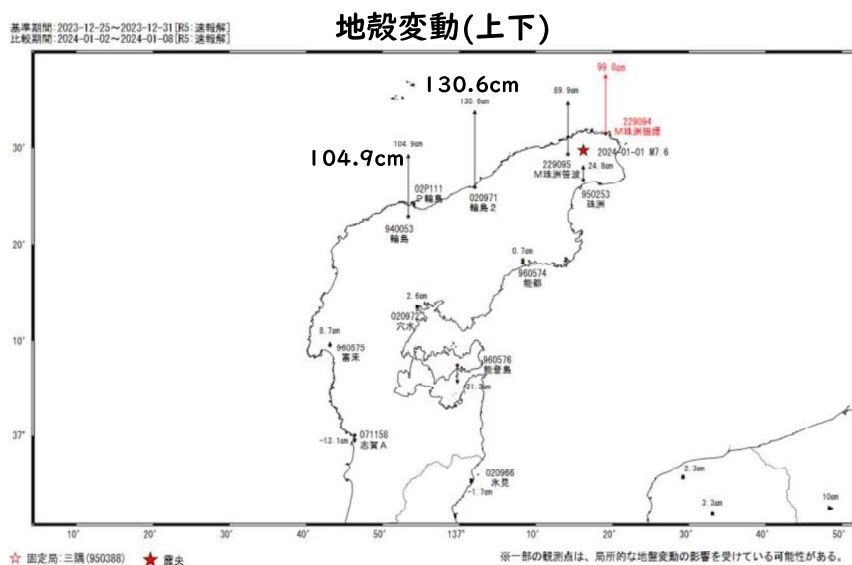 地殻変動(上下)
基準期間:2023-12-25~2023-12-31[R5:速報解]
比較期間:2024-01-02~2024-01-08[R5:速報解]
99.6cm
130.6cm
130.6cm
89.9cm
229094
M珠洲狼煙
104.9cm
104.9cm
2024-01-01 M7.6
229095
M珠洲笹波
24.8cm
950253
珠洲
02P111
P輪島
020971
輪島2
940053
輪島
0.7cm
960574
能都
2.6cm
020972
穴水
8.7cm
960575
富来
960576
能登島
-31.3cm
071158
志賀A
-13.1cm
020966
氷見
-1.7cm
2.3cm
3.3cm
10cm
30'
20'
10'
37°
10' 20' 30' 40' 50' 137° 10' 20' 30' 40' 50'
☆ 固定局:三隅(950388) ★ 震央
※一部の観測点は、局所的な地盤変動の影響を受けている可能性がある。